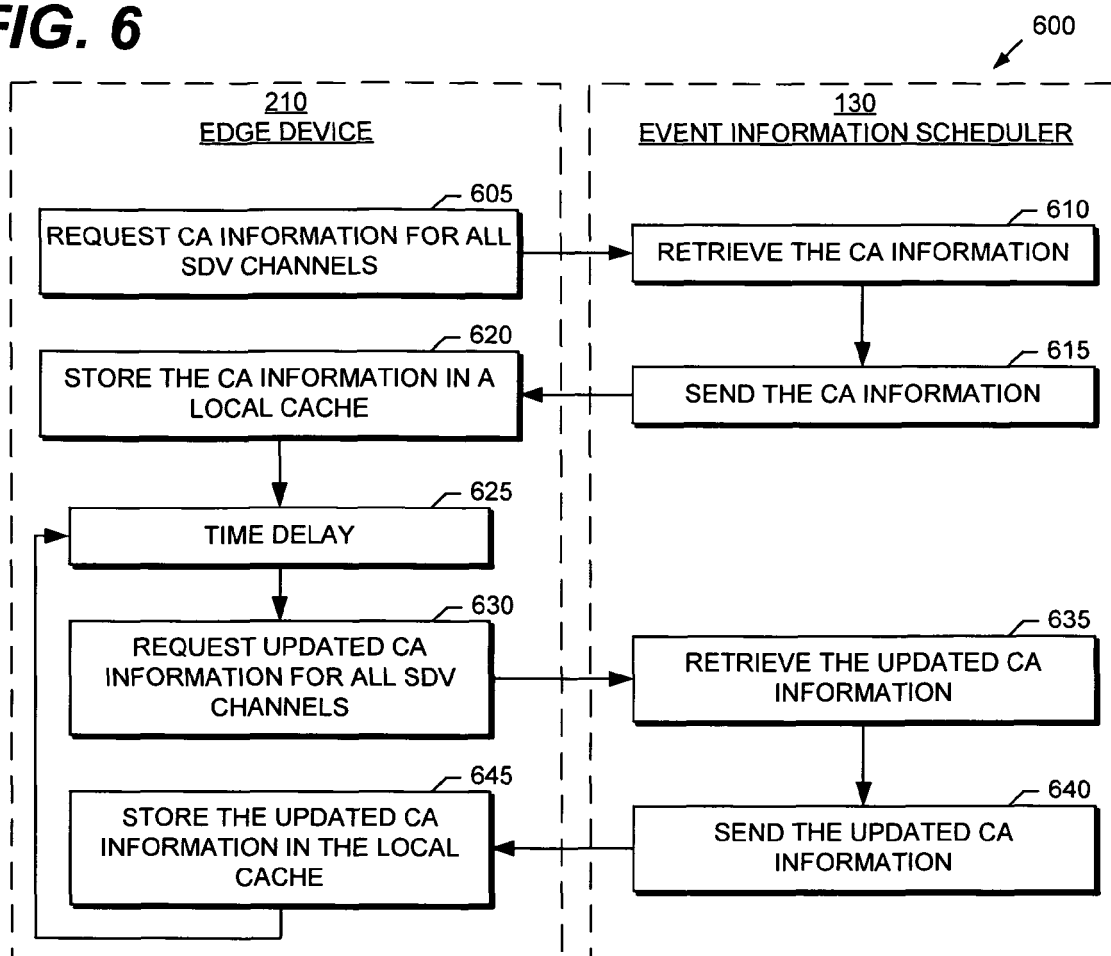 FIG. 6
600
210
EDGE DEVICE
130
EVENT INFORMATION SCHEDULER
605
REQUEST CA INFORMATION FOR ALL
SDV CHANNELS
610
RETRIEVE THE CA INFORMATION
620
STORE THE CA INFORMATION IN A
LOCAL CACHE
615
SEND THE CA INFORMATION
625
TIME DELAY
630
REQUEST UPDATED CA
INFORMATION FOR ALL SDV
CHANNELS
635
RETRIEVE THE UPDATED CA
INFORMATION
645
STORE THE UPDATED CA
INFORMATION IN THE LOCAL
CACHE
640
SEND THE UPDATED CA
INFORMATION